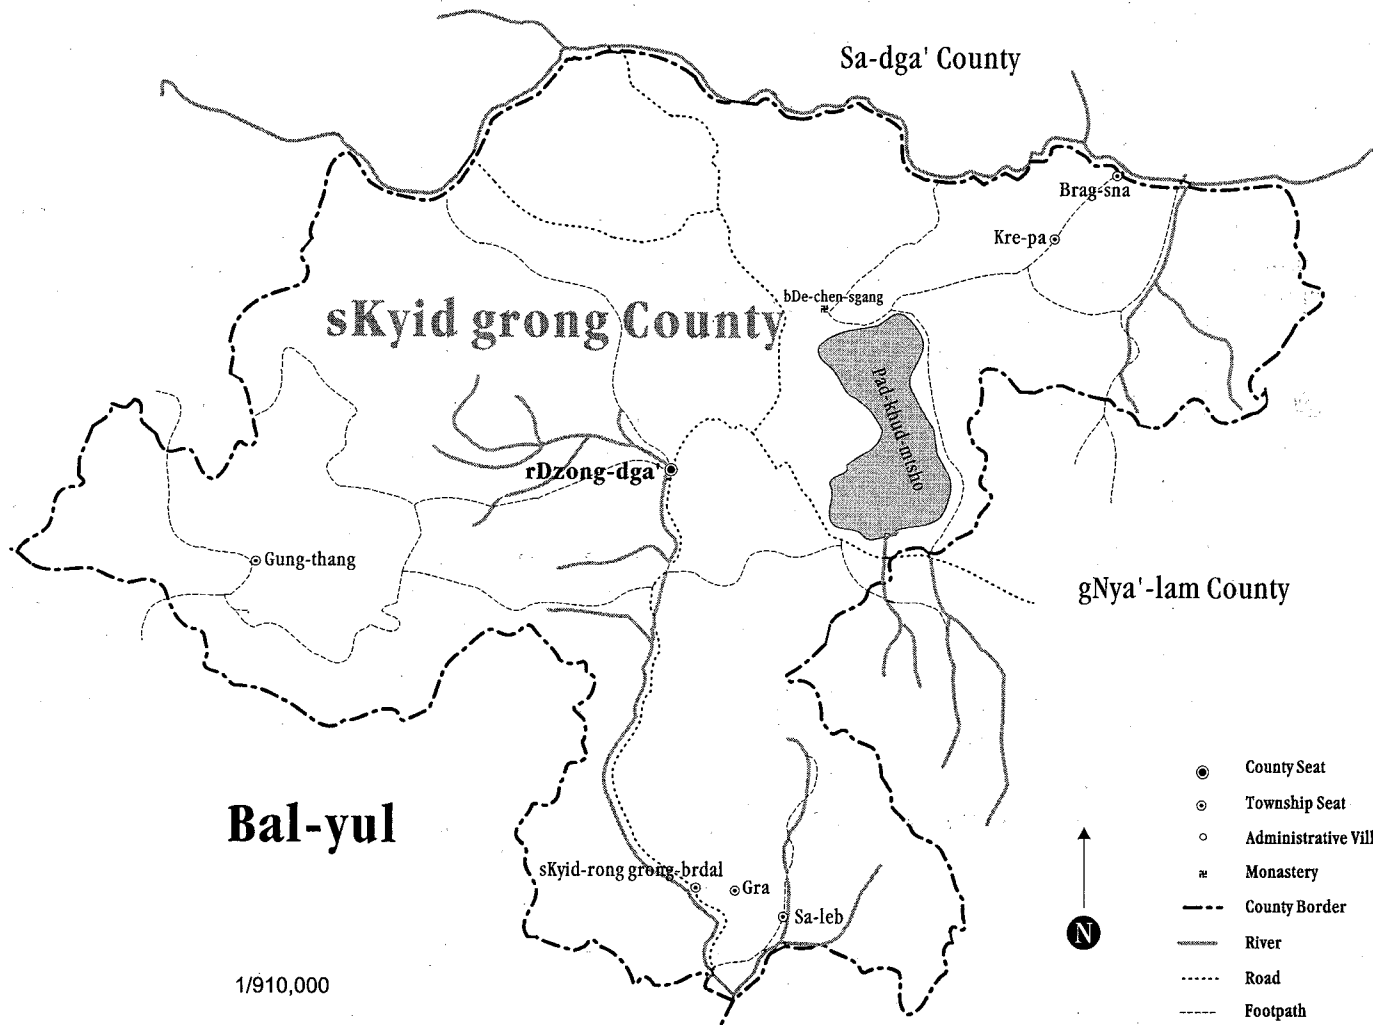 Sa-dga' County
Brag-sna
Kre-pa
bDe-chen-sgang
sKyid grong County
Pad-khud-mtsho
rDzong-dga'
Gung-thang
gNya'-lam County
Bal-yul
sKyid-rong grong-brdal
Gra
Sa-leb
1/910,000
N
County Seat
Township Seat
Administrative Vill
Monastery
County Border
River
Road
Footpath